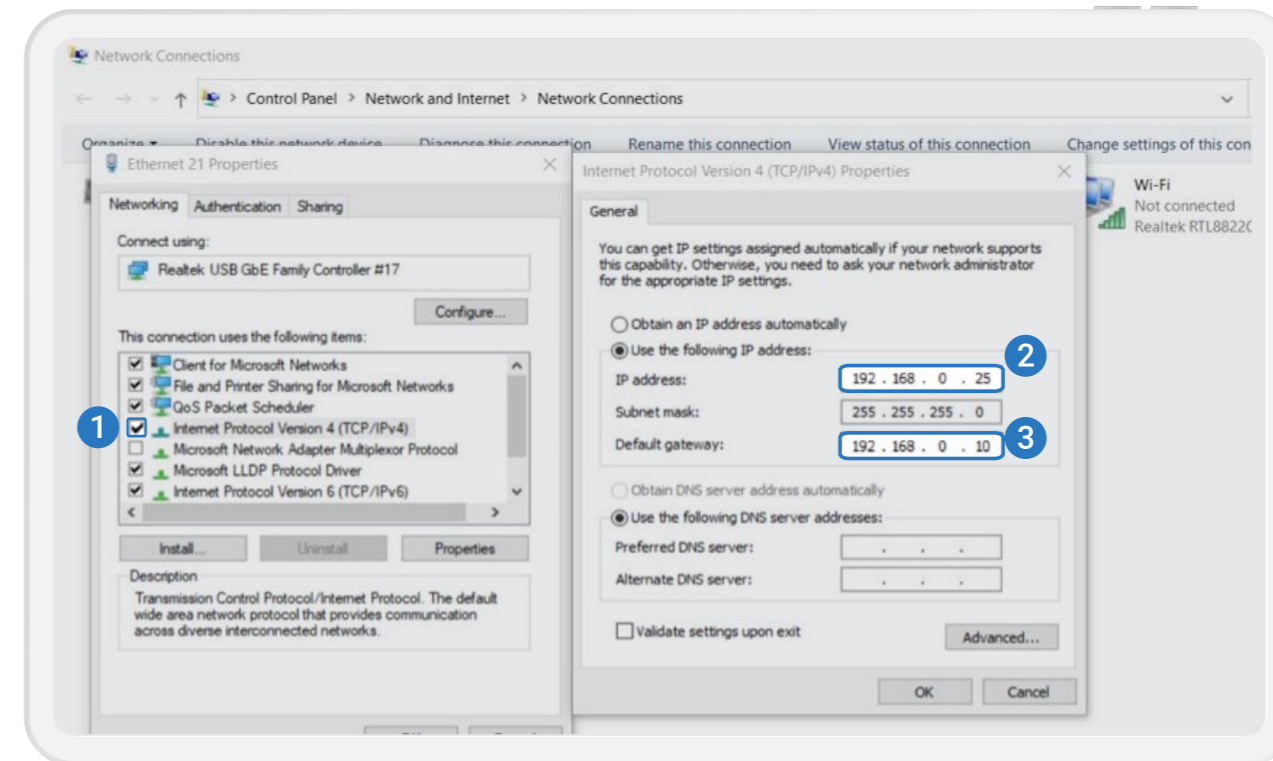 Network Connections
Control Panel > Network and Internet > Network Connections
Organize Disable this network device Diagnose this connection Rename this connection View status of this connection Change settings of this con
Ethernet 21 Properties
Networking Authentication Sharing
Connect using:
Realtek USB GbE Family Controller #17
Configure...
This connection uses the following items:
Client for Microsoft Networks
File and Printer Sharing for Microsoft Networks
QoS Packet Scheduler
1 Internet Protocol Version 4 (TCP/IPv4)
Microsoft Network Adapter Multiplexor Protocol
Microsoft LLDP Protocol Driver
Internet Protocol Version 6 (TCP/IPv6)
Install... Uninstall Properties
Description
Transmission Control Protocol/Internet Protocol. The default
wide area network protocol that provides communication
across diverse interconnected networks.
Internet Protocol Version 4 (TCP/IPv4) Properties
General
You can get IP settings assigned automatically if your network supports
this capability. Otherwise, you need to ask your network administrator
for the appropriate IP settings.
Obtain an IP address automatically
Use the following IP address:
2
IP address: 192 . 168 . 0 . 25
Subnet mask: 255 . 255 . 255 . 0
Default gateway: 192 . 168 . 0 . 10 3
Obtain DNS server address automatically
Use the following DNS server addresses:
Preferred DNS server: . . .
Alternate DNS server: . . .
Validate settings upon exit
Advanced...
OK Cancel
Wi-Fi
Not connected
Realtek RTL8822C